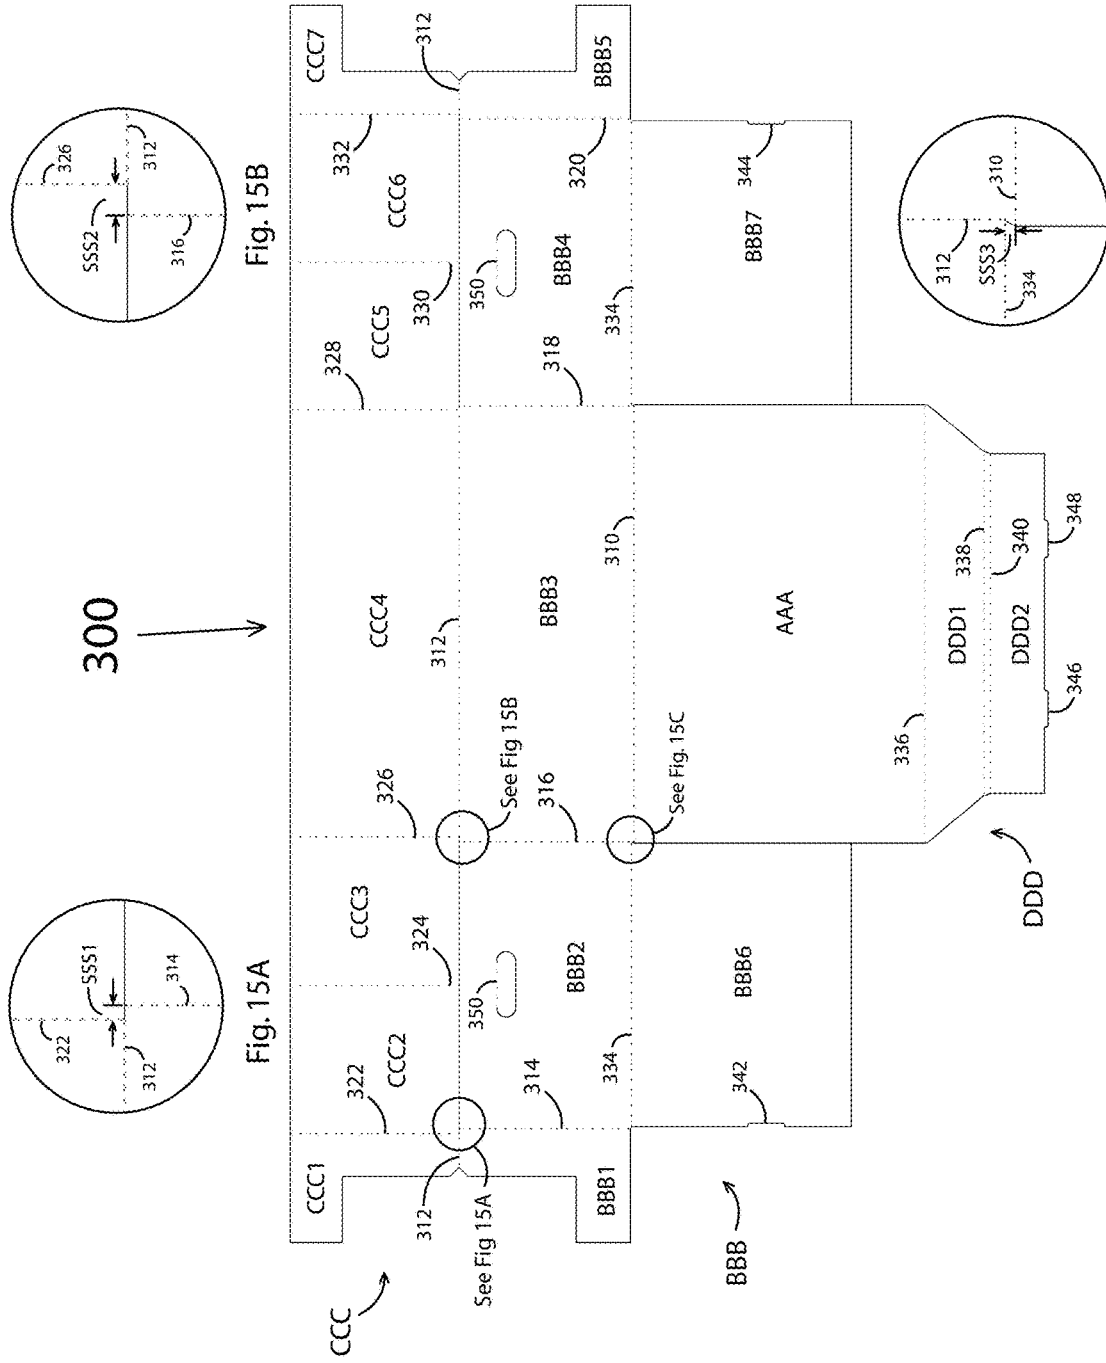 300
CCC
CCC1
322
CCC2
324
CCC3
326
CCC4
328
CCC5
330
CCC6
332
CCC7
312
312
312
See Fig 15A
See Fig 15B
See Fig. 15C
BBB
BBB1
314
350
BBB2
316
BBB3
318
350
BBB4
320
BBB5
334
310
334
342
BBB6
AAA
BBB7
344
336
DDD
DDD1
338
340
DDD2
346
348
322
SSS1
312
314
Fig. 15A
326
SSS2
312
316
Fig. 15B
312
310
SSS3
334